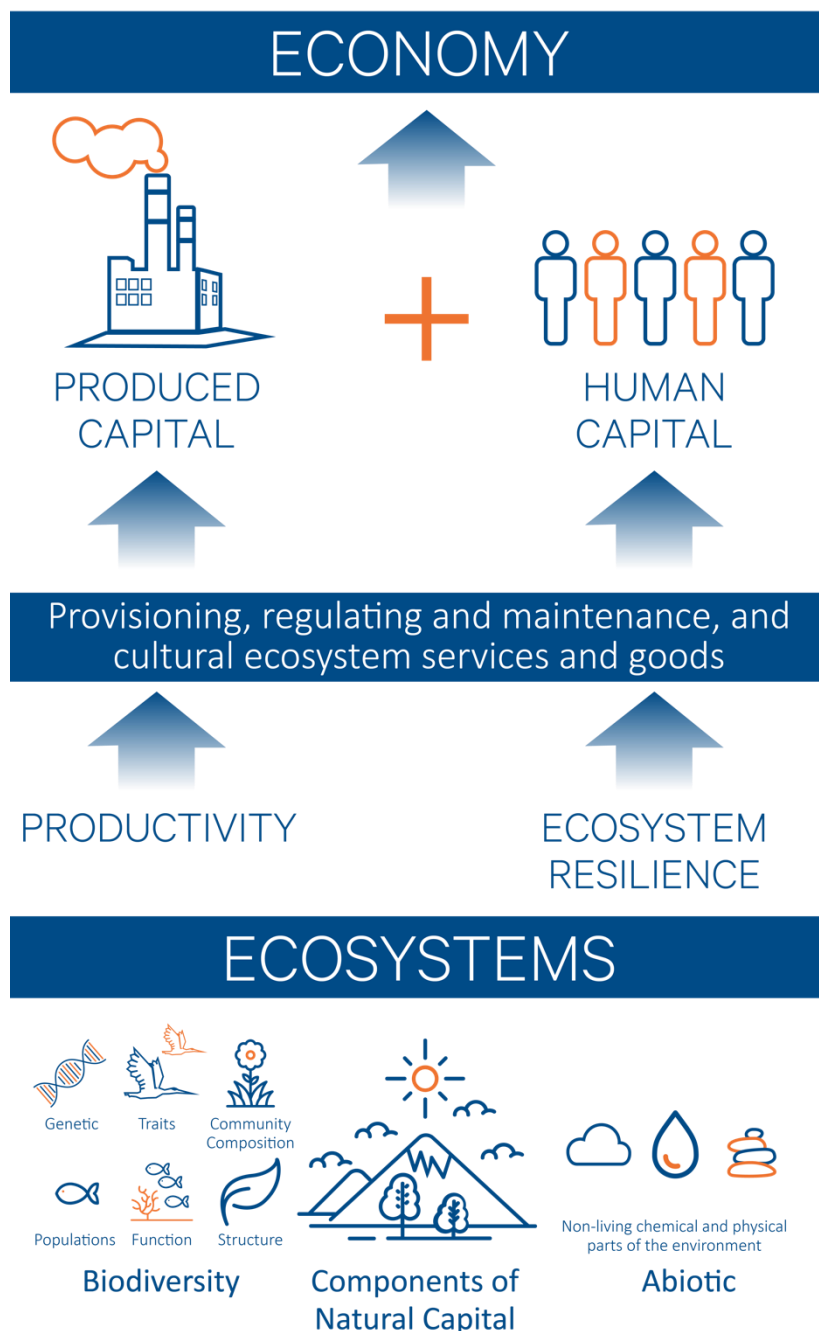 ECONOMY
PRODUCED
CAPITAL
HUMAN
CAPITAL
Provisioning, regulating and maintenance, and
cultural ecosystem services and goods
PRODUCTIVITY
ECOSYSTEM
RESILIENCE
ECOSYSTEMS
Genetic
Traits
Community
Composition
Populations
Function
Structure
Biodiversity
Components of
Natural Capital
Non-living chemical and physical
parts of the environment
Abiotic